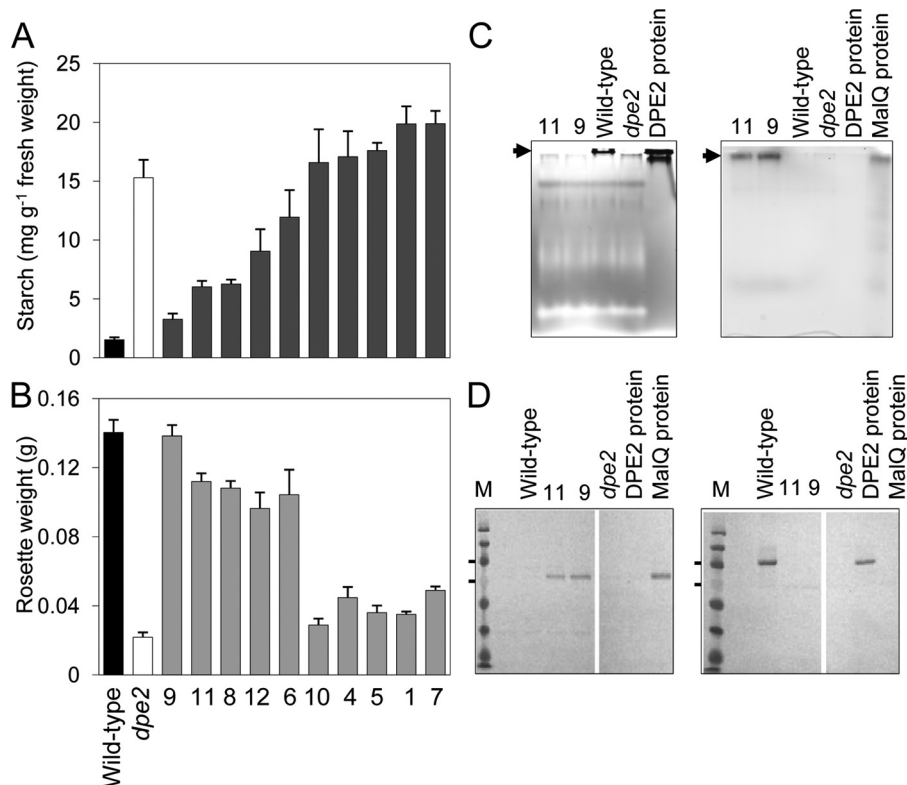 A
Starch (mg g⁻¹ fresh weight)
25
20
15
10
5
0
B
Rosette weight (g)
0.16
0.12
0.08
0.04
0
Wild-type
dpe2
9
11
8
12
6
10
4
5
1
7
C
11
9
Wild-type
dpe2
DPE2 protein
11
9
Wild-type
dpe2
DPE2 protein
MalQ protein
D
M
Wild-type
11
9
dpe2
DPE2 protein
MalQ protein
M
Wild-type
11
9
dpe2
DPE2 protein
MalQ protein